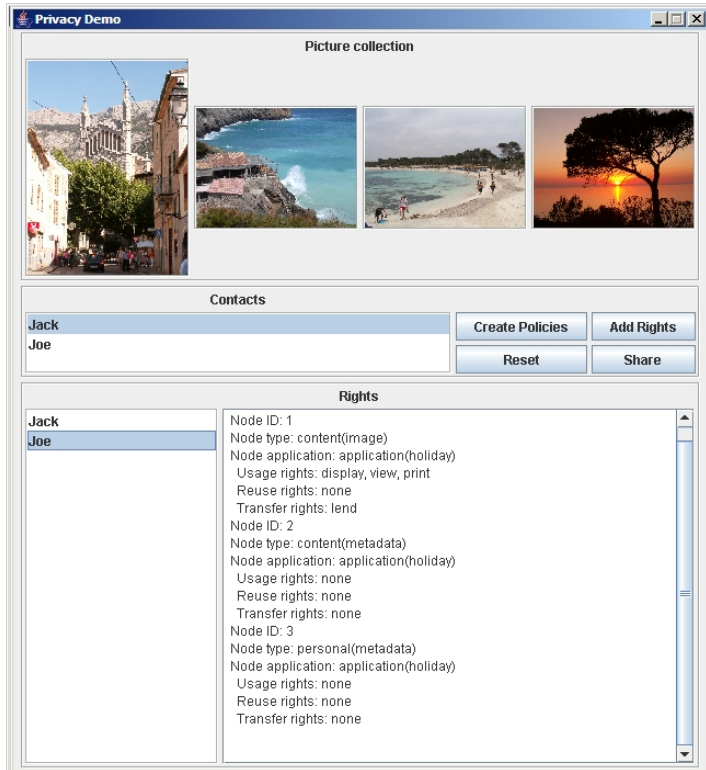 Privacy Demo
Picture collection
Contacts
Jack
Joe
Create Policies
Add Rights
Reset
Share
Rights
Jack
Joe
Node ID: 1
Node type: content(image)
Node application: application(holiday)
Usage rights: display, view, print
Reuse rights: none
Transfer rights: lend
Node ID: 2
Node type: content(metadata)
Node application: application(holiday)
Usage rights: none
Reuse rights: none
Transfer rights: none
Node ID: 3
Node type: personal(metadata)
Node application: application(holiday)
Usage rights: none
Reuse rights: none
Transfer rights: none